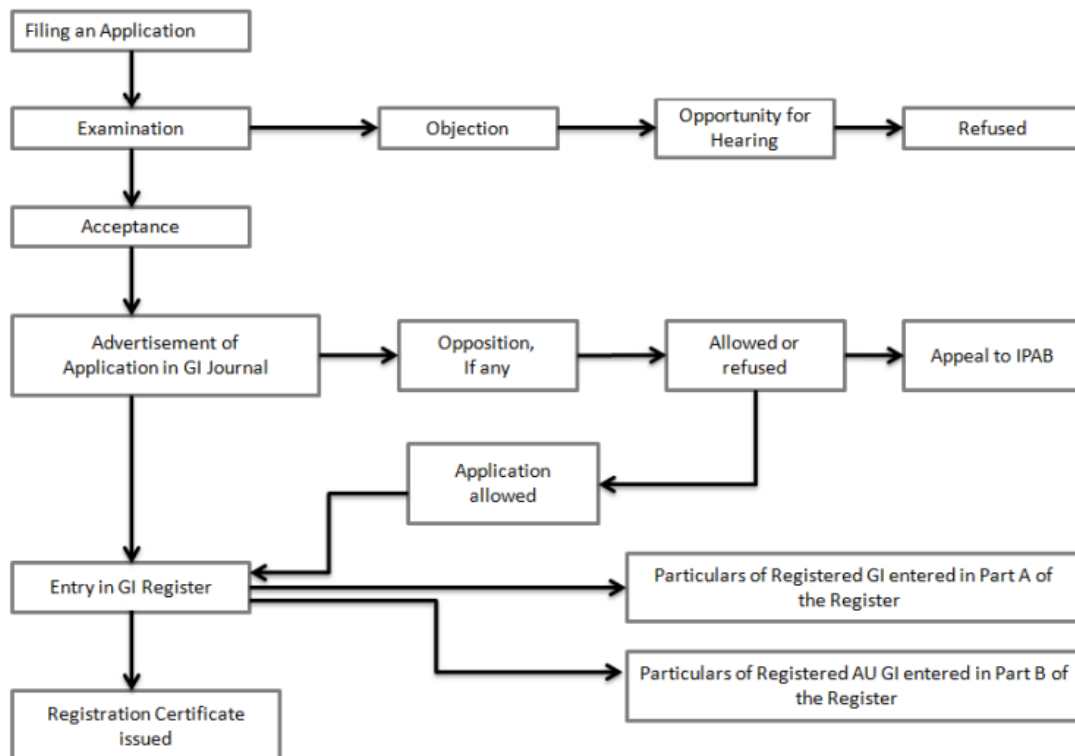 Filing an Application
Examination
Objection
Opportunity for
Hearing
Refused
Acceptance
Advertisement of
Application in GI Journal
Opposition,
If any
Allowed or
refused
Appeal to IPAB
Application
allowed
Entry in GI Register
Particulars of Registered GI entered in Part A of
the Register
Particulars of Registered AU GI entered in Part B of
the Register
Registration Certificate
issued